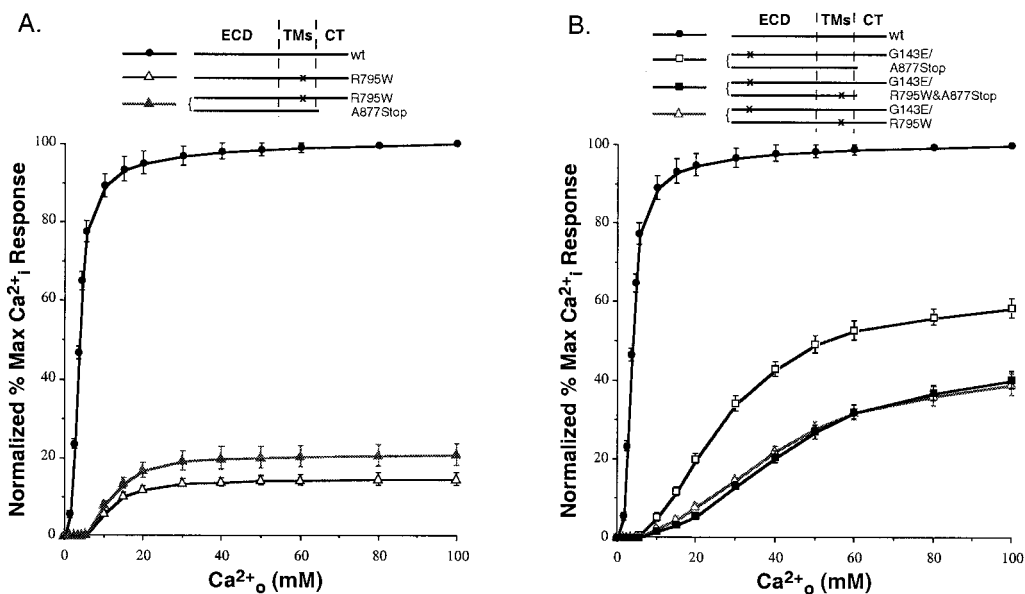 A.
ECD TMs CT
wt
R795W
R795W
A877Stop
Normalized % Max Ca2+i Response
100
80
60
40
20
0
0 20 40 60 80 100
Ca2+o (mM)
B.
ECD TMs CT
wt
G143E/
A877Stop
G143E/
R795W&A877Stop
G143E/
R795W
Normalized % Max Ca2+i Response
100
80
60
40
20
0
0 20 40 60 80 100
Ca2+o (mM)